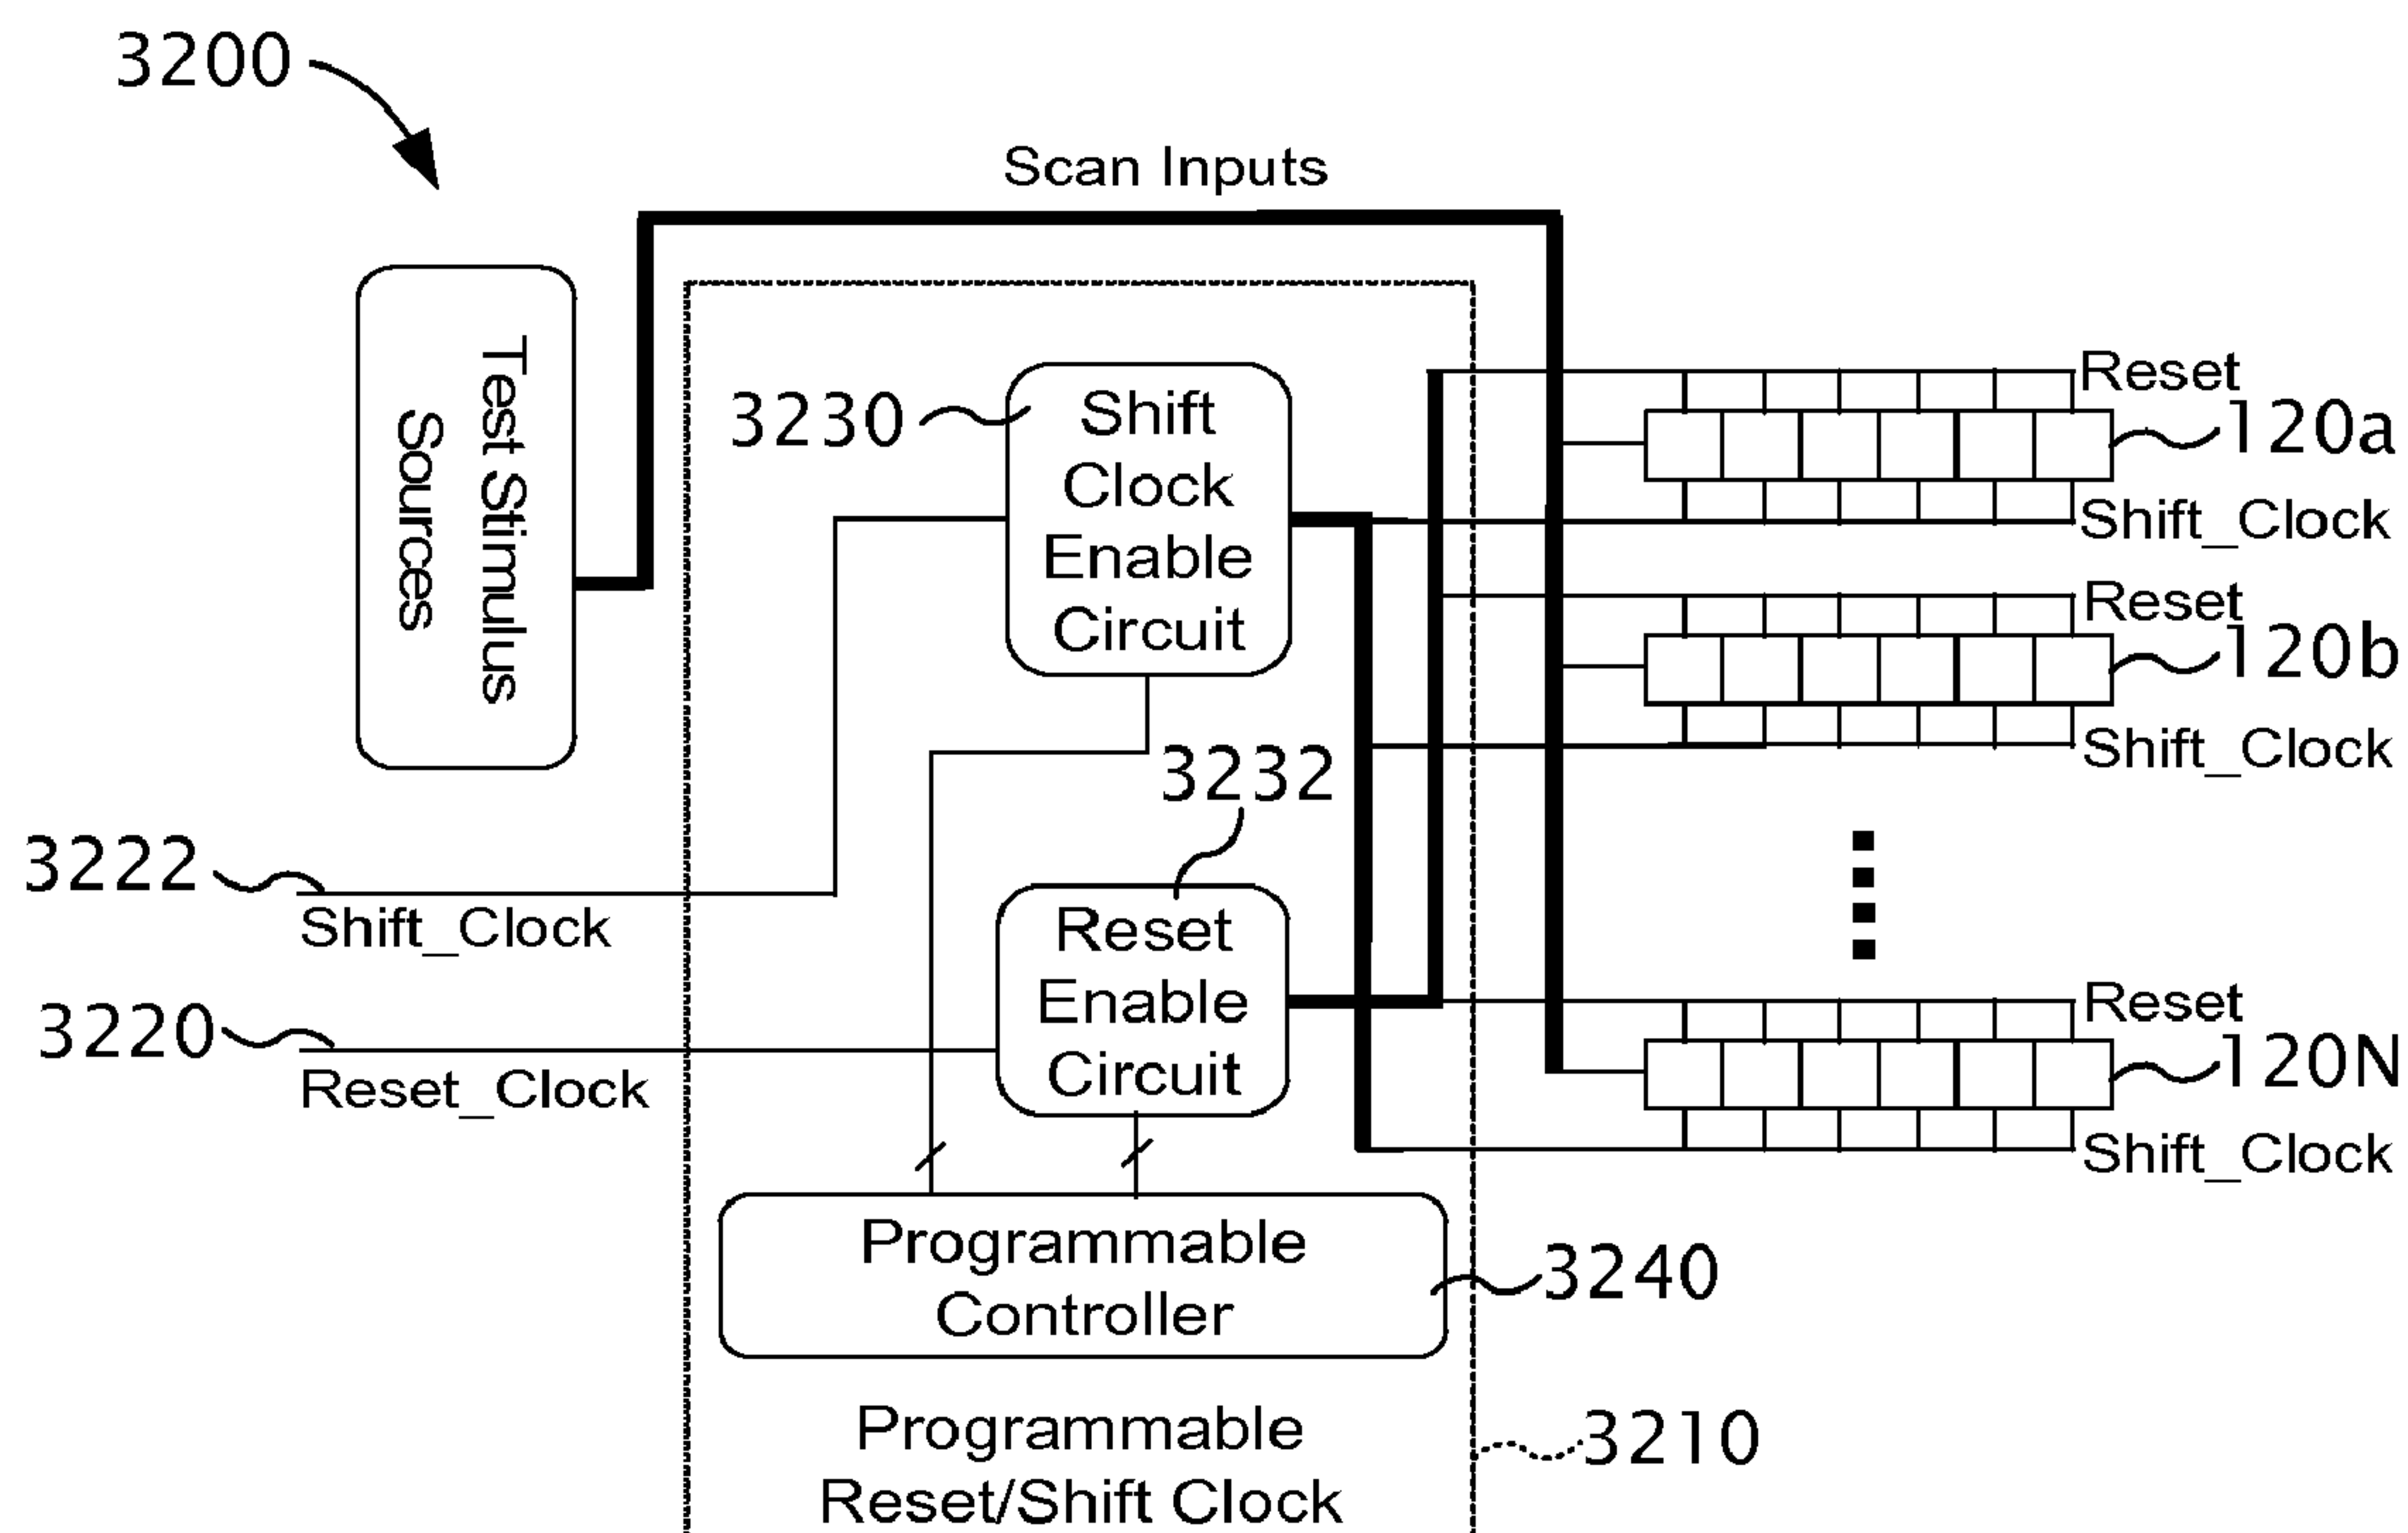 3200
Scan Inputs
Test Stimulus
Sources
3230
Shift
Clock
Enable
Circuit
Reset
120a
Shift_Clock
Reset
120b
Shift_Clock
3232
3222
Shift_Clock
Reset
Enable
Circuit
3220
Reset_Clock
Reset
120N
Shift_Clock
Programmable
Controller
3240
Programmable
Reset/Shift Clock
3210